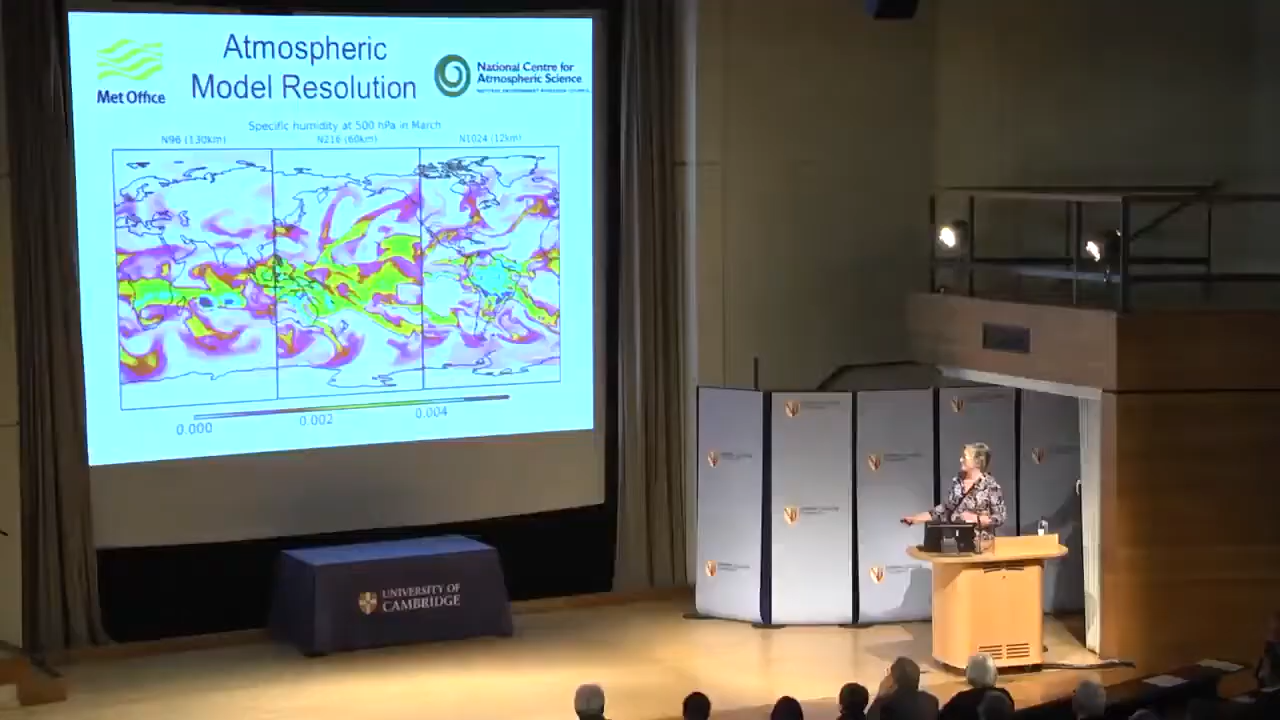 Atmospheric
Model Resolution
Met Office
National Centre for
Atmospheric Science
Specific humidity at 500 hPa in March
N96 (130km)
N216 (60km)
N1024 (12km)
0.000
0.002
0.004
UNIVERSITY OF
CAMBRIDGE